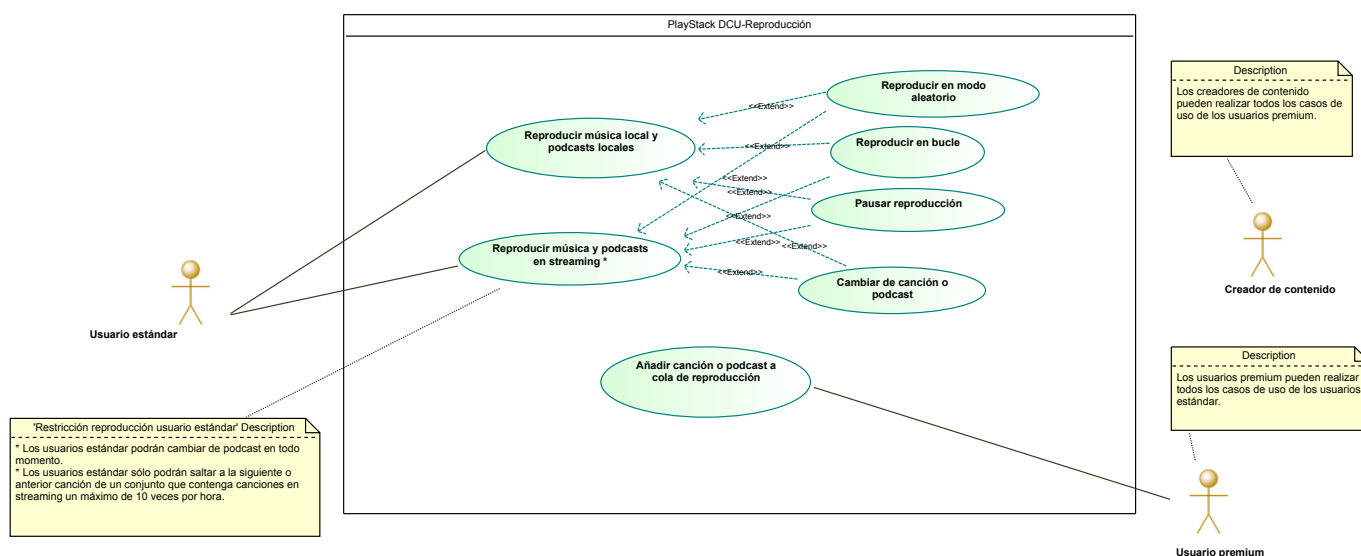 PlayStack DCU-Reproducción
Reproducir en modo
aleatorio
<<Extend>>
Reproducir música local y
podcasts locales
Reproducir en bucle
<<Extend>>
<<Extend>>
<<Extend>>
Pausar reproducción
<<Extend>>
<<Extend>>
<<Extend>>
Reproducir música y podcasts
en streaming *
<<Extend>>
Cambiar de canción o
podcast
Añadir canción o podcast a
cola de reproducción
Usuario estándar
'Restricción reproducción usuario estándar' Description
* Los usuarios estándar podrán cambiar de podcast en todo
momento.
* Los usuarios estándar sólo podrán saltar a la siguiente o
anterior canción de un conjunto que contenga canciones en
streaming un máximo de 10 veces por hora.
Description
Los creadores de contenido
pueden realizar todos los casos de
uso de los usuarios premium.
Creador de contenido
Description
Los usuarios premium pueden realizar
todos los casos de uso de los usuarios
estándar.
Usuario premium